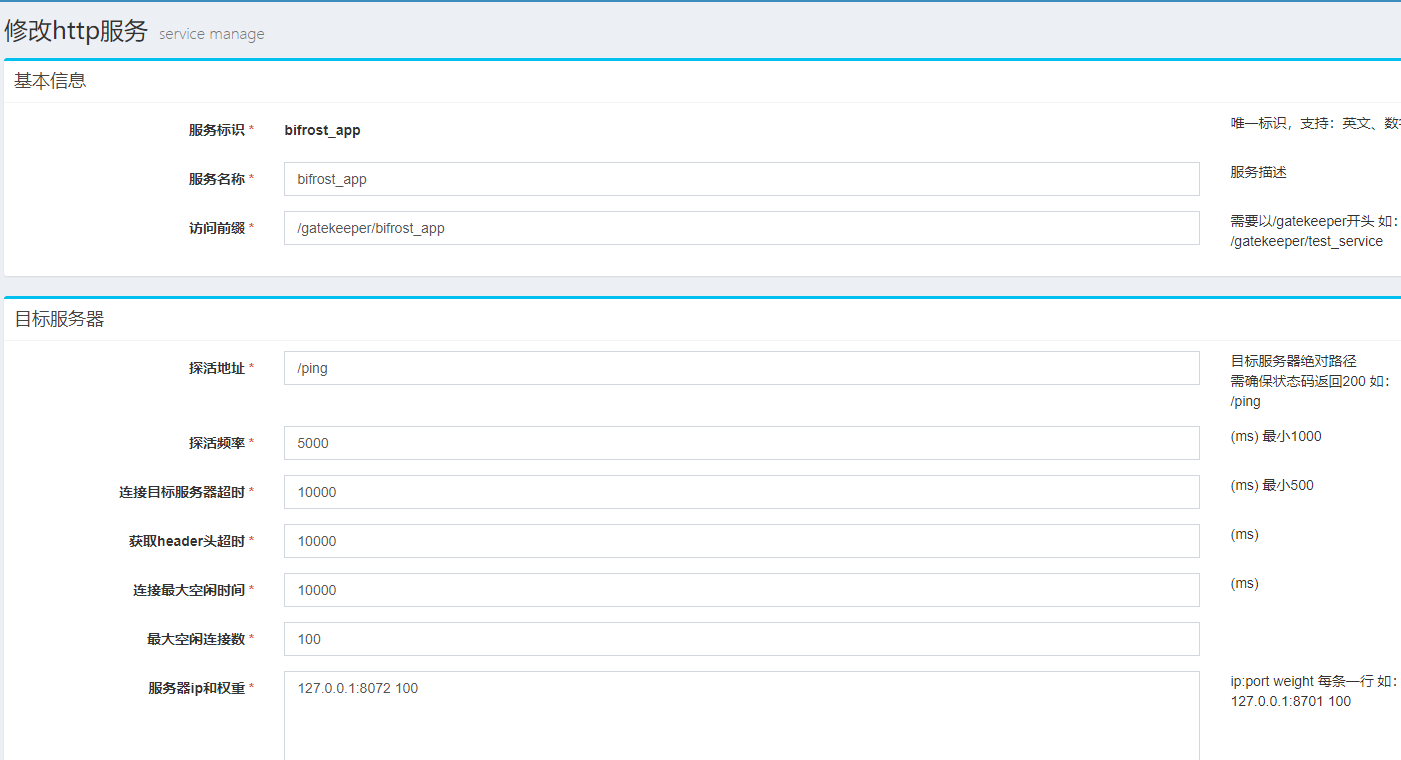 修改http服务 service manage
基本信息
服务标识 * bifrost_app 唯一标识，支持：英文、数
服务名称 * bifrost_app 服务描述
访问前缀 * /gatekeeper/bifrost_app 需要以/gatekeeper开头 如：
/gatekeeper/test_service
目标服务器
探活地址 * /ping 目标服务器绝对路径
需确保状态码返回200 如：
/ping
探活频率 * 5000 (ms) 最小1000
连接目标服务器超时 * 10000 (ms) 最小500
获取header头超时 * 10000 (ms)
连接最大空闲时间 * 10000 (ms)
最大空闲连接数 * 100
服务器ip和权重 * 127.0.0.1:8072 100 ip:port weight 每条一行 如：
127.0.0.1:8701 100